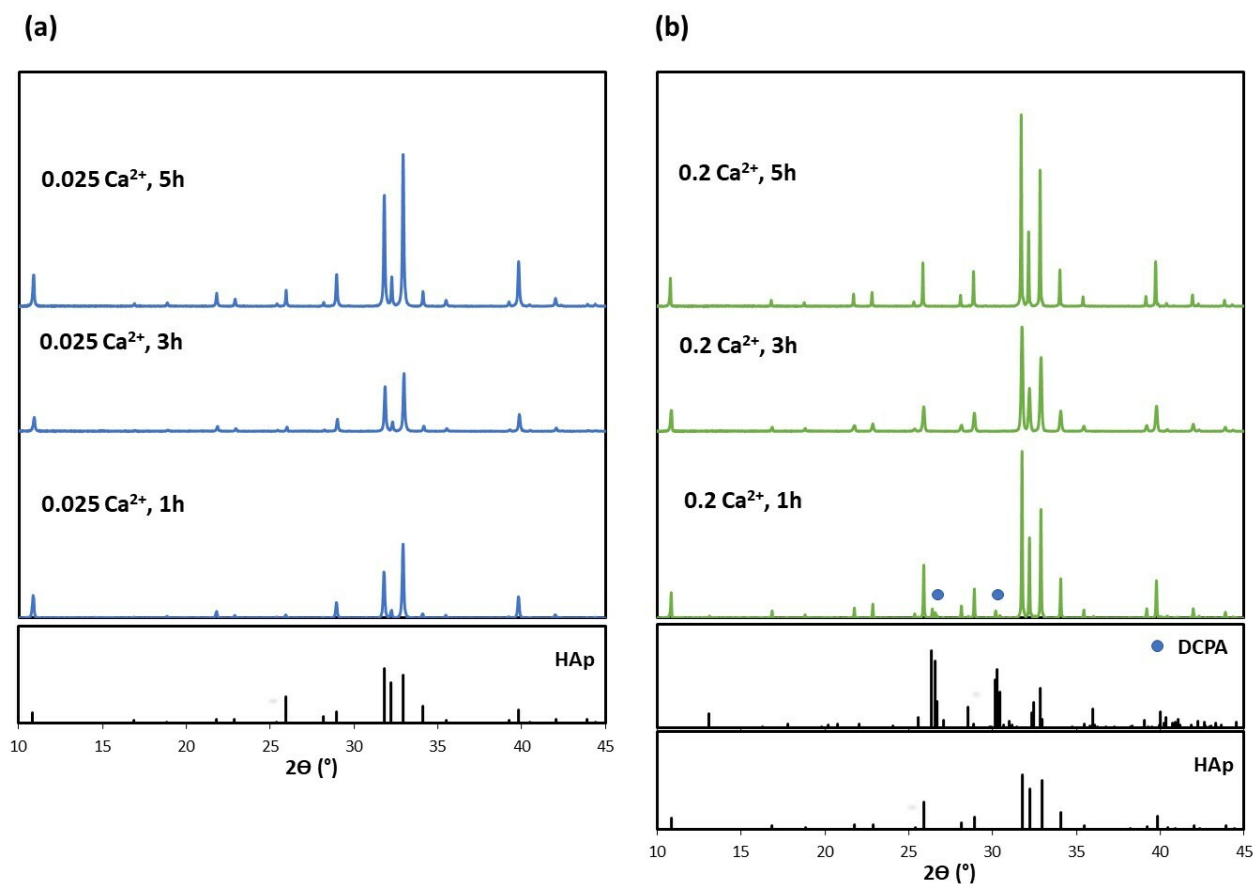 (a)
0.025 Ca²⁺, 5h
0.025 Ca²⁺, 3h
0.025 Ca²⁺, 1h
HAp
10 15 20 25 30 35 40 45
2Θ (°)
(b)
0.2 Ca²⁺, 5h
0.2 Ca²⁺, 3h
0.2 Ca²⁺, 1h
DCPA
HAp
10 15 20 25 30 35 40 45
2Θ (°)